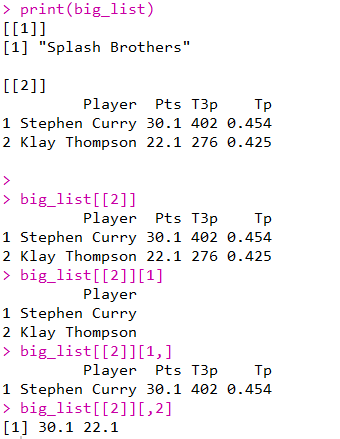 > print(big_list)
[[1]]
[1] "Splash Brothers"
[[2]]
         Player  Pts T3p    Tp
1 Stephen Curry 30.1 402 0.454
2 Klay Thompson 22.1 276 0.425
>
> big_list[[2]]
         Player  Pts T3p    Tp
1 Stephen Curry 30.1 402 0.454
2 Klay Thompson 22.1 276 0.425
> big_list[[2]][1]
         Player
1 Stephen Curry
2 Klay Thompson
> big_list[[2]][1,]
         Player  Pts T3p    Tp
1 Stephen Curry 30.1 402 0.454
> big_list[[2]][,2]
[1] 30.1 22.1